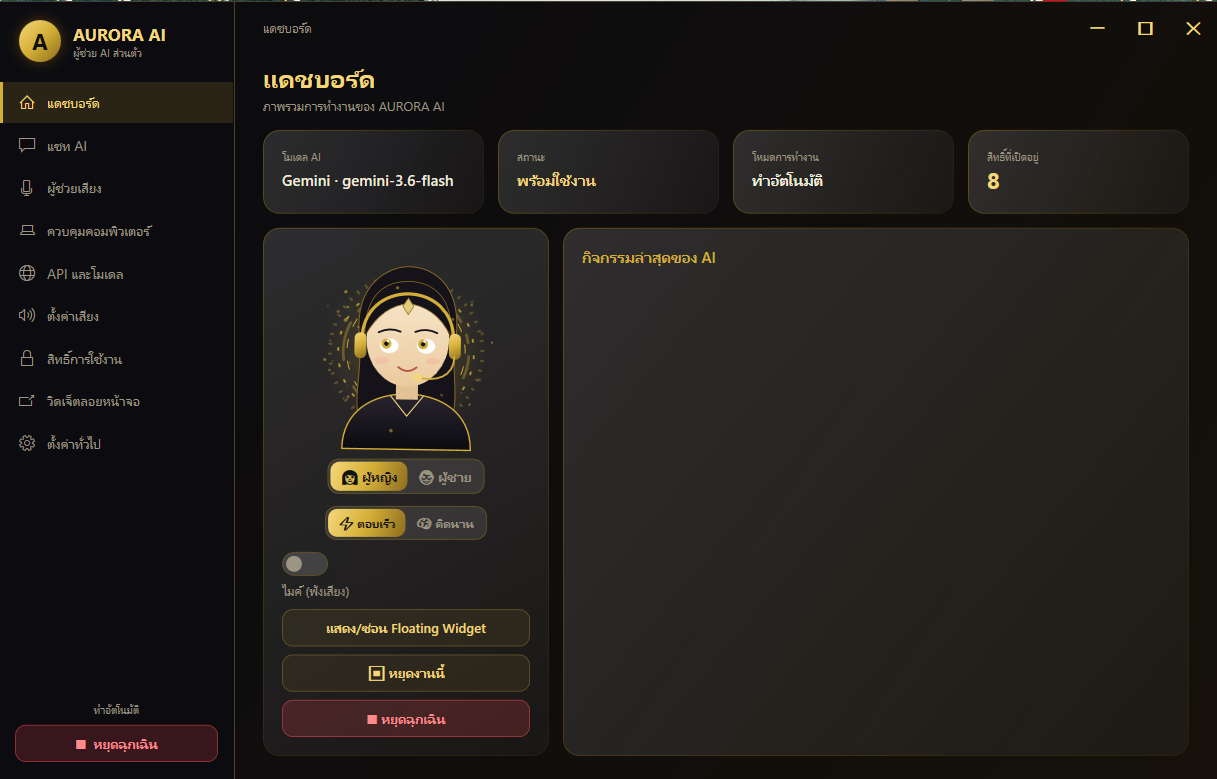 AURORA AI
ผู้ช่วย AI ส่วนตัว
แดชบอร์ด
แชท AI
ผู้ช่วยเสียง
ควบคุมคอมพิวเตอร์
API และโมเดล
ตั้งค่าเสียง
สิทธิ์การใช้งาน
วิดเจ็ตลอยหน้าจอ
ตั้งค่าทั่วไป
ทำอัตโนมัติ
หยุดฉุกเฉิน
แดชบอร์ด
แดชบอร์ด
ภาพรวมการทำงานของ AURORA AI
โมเดล AI
Gemini · gemini-3.6-flash
สถานะ
พร้อมใช้งาน
โหมดการทำงาน
ทำอัตโนมัติ
สิทธิ์ที่เปิดอยู่
8
ผู้หญิง ผู้ชาย
ตอบเร็ว คิดนาน
ไมค์ (ฟังเสียง)
แสดง/ซ่อน Floating Widget
หยุดงานนี้
หยุดฉุกเฉิน
กิจกรรมล่าสุดของ AI